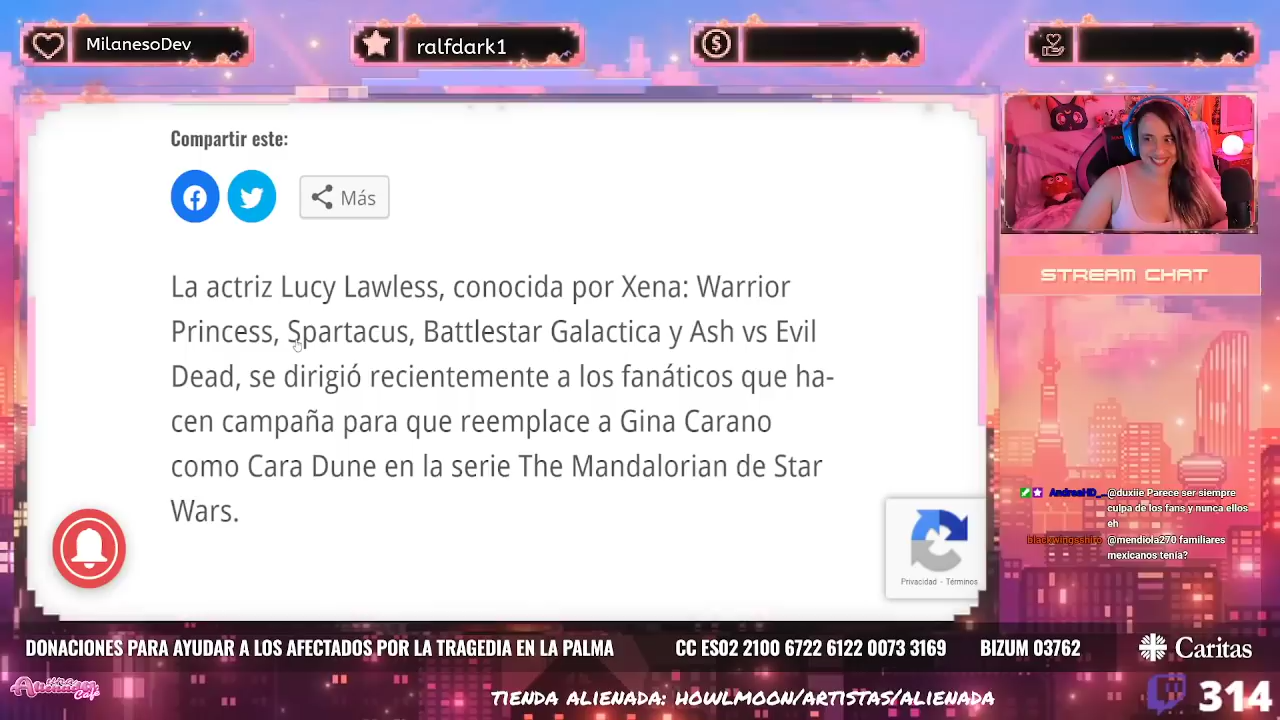 MilanesoDev
ralfdark1
Compartir este:
Más
La actriz Lucy Lawless, conocida por Xena: Warrior
Princess, Spartacus, Battlestar Galactica y Ash vs Evil
Dead, se dirigió recientemente a los fanáticos que ha-
cen campaña para que reemplace a Gina Carano
como Cara Dune en la serie The Mandalorian de Star
Wars.
Privacidad - Términos
STREAM CHAT
AndreaHD_..@duxiie Parece ser siempre
culpa de los fans y nunca ellos
eh
@mendiola270 familiares
mexicanos tenía?
DONACIONES PARA AYUDAR A LOS AFECTADOS POR LA TRAGEDIA EN LA PALMA
CC ES02 2100 6722 6122 0073 3169
BIZUM 03762
Caritas
TIENDA ALIENADA: HOWLMOON/ARTISTAS/ALIENADA
314